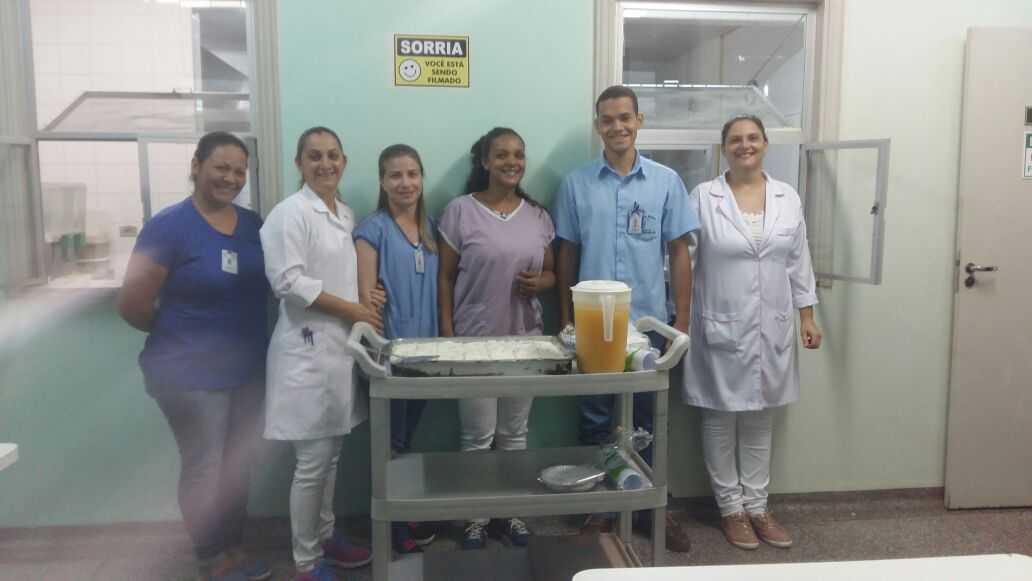 SORRIA
VOCÊ ESTÁ
SENDO
FILMADO